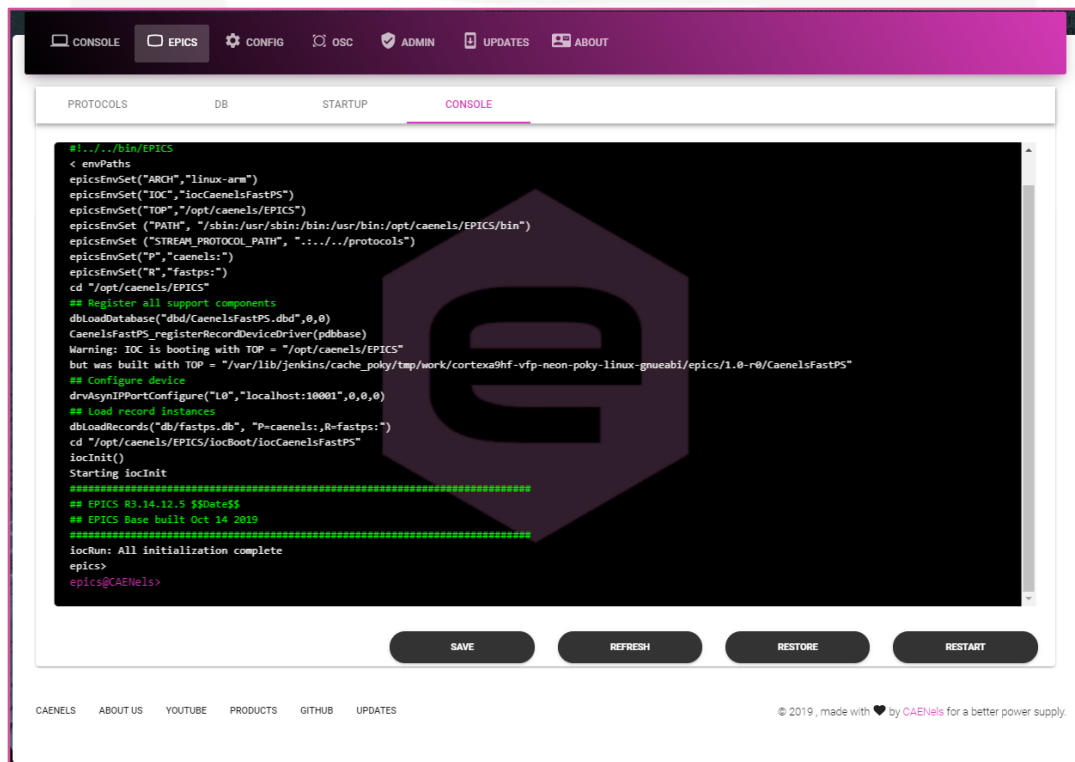 CONSOLE EPICS CONFIG OSC ADMIN UPDATES ABOUT
PROTOCOLS DB STARTUP CONSOLE
#!../../bin/EPICS
< envPaths
epicsEnvSet("ARCH","linux-arm")
epicsEnvSet("IOC","iocCaenelsFastPS")
epicsEnvSet("TOP","/opt/caenels/EPICS")
epicsEnvSet ("PATH", "/sbin:/usr/sbin:/bin:/usr/bin:/opt/caenels/EPICS/bin")
epicsEnvSet ("STREAM_PROTOCOL_PATH", ".:../../protocols")
epicsEnvSet("P","caenels:")
epicsEnvSet("R","fastps:")
cd "/opt/caenels/EPICS"
## Register all support components
dbLoadDatabase("dbd/CaenelsFastPS.dbd",0,0)
CaenelsFastPS_registerRecordDeviceDriver(pdbbase)
Warning: IOC is booting with TOP = "/opt/caenels/EPICS"
but was built with TOP = "/var/lib/jenkins/cache_poky/tmp/work/cortexa9hf-vfp-neon-poky-linux-gnueabi/epics/1.0-r0/CaenelsFastPS"
## Configure device
drvAsynIPPortConfigure("L0","localhost:10001",0,0,0)
## Load record instances
dbLoadRecords("db/fastps.db", "P=caenels:,R=fastps:")
cd "/opt/caenels/EPICS/iocBoot/iocCaenelsFastPS"
iocInit()
Starting iocInit
############################################################################
## EPICS R3.14.12.5 $$Date$$
## EPICS Base built Oct 14 2019
############################################################################
iocRun: All initialization complete
epics>
epics@CAENels>
SAVE REFRESH RESTORE RESTART
CAENELS ABOUT US YOUTUBE PRODUCTS GITHUB UPDATES © 2019 , made with ♥ by CAENels for a better power supply.